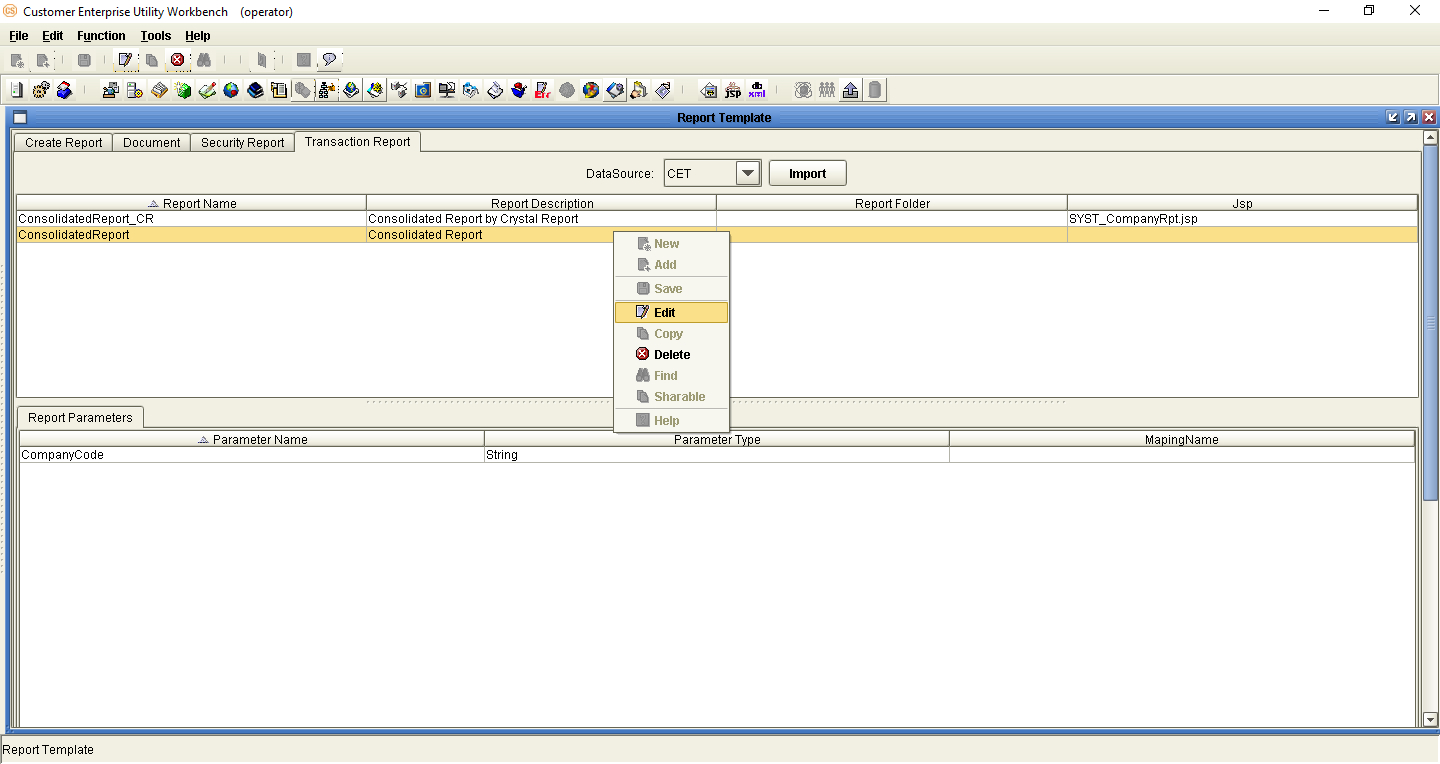 Customer Enterprise Utility Workbench (operator)
File Edit Function Tools Help
jsp xml
Report Template
Create Report Document Security Report Transaction Report
DataSource: CET Import
Report Name Report Description Report Folder Jsp
ConsolidatedReport_CR Consolidated Report by Crystal Report SYST_CompanyRpt.jsp
ConsolidatedReport Consolidated Report
New
Add
Save
Edit
Copy
Delete
Find
Sharable
Help
Report Parameters
Parameter Name Parameter Type MapingName
CompanyCode String
Report Template